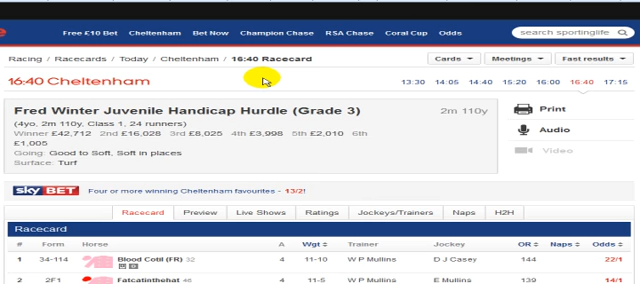 e Free £10 Bet Cheltenham Bet Now Champion Chase RSA Chase Coral Cup Odds search sportinglife
Racing / Racecards / Today / Cheltenham / 16:40 Racecard Cards Meetings Fast results
16:40 Cheltenham 13:30 14:05 14:40 15:20 16:00 16:40 17:15
Fred Winter Juvenile Handicap Hurdle (Grade 3) 2m 110y
(4yo, 2m 110y, Class 1, 24 runners)
Winner £42,712 2nd £16,028 3rd £8,025 4th £3,998 5th £2,010 6th
£1,005
Going: Good to Soft, Soft in places
Surface: Turf
Print
Audio
Video
sky BET Four or more winning Cheltenham favourites - 13/2!
Racecard Preview Live Shows Ratings Jockeys/Trainers Naps H2H
Racecard
# Form Horse A Wgt Trainer Jockey OR Naps Odds
1 34-114 Blood Cotil (FR) 32 4 11-10 W P Mullins D J Casey 144 22/1
2 2F1 Fatcatinthehat 46 4 11-5 W P Mullins E Mullins 139 14/1